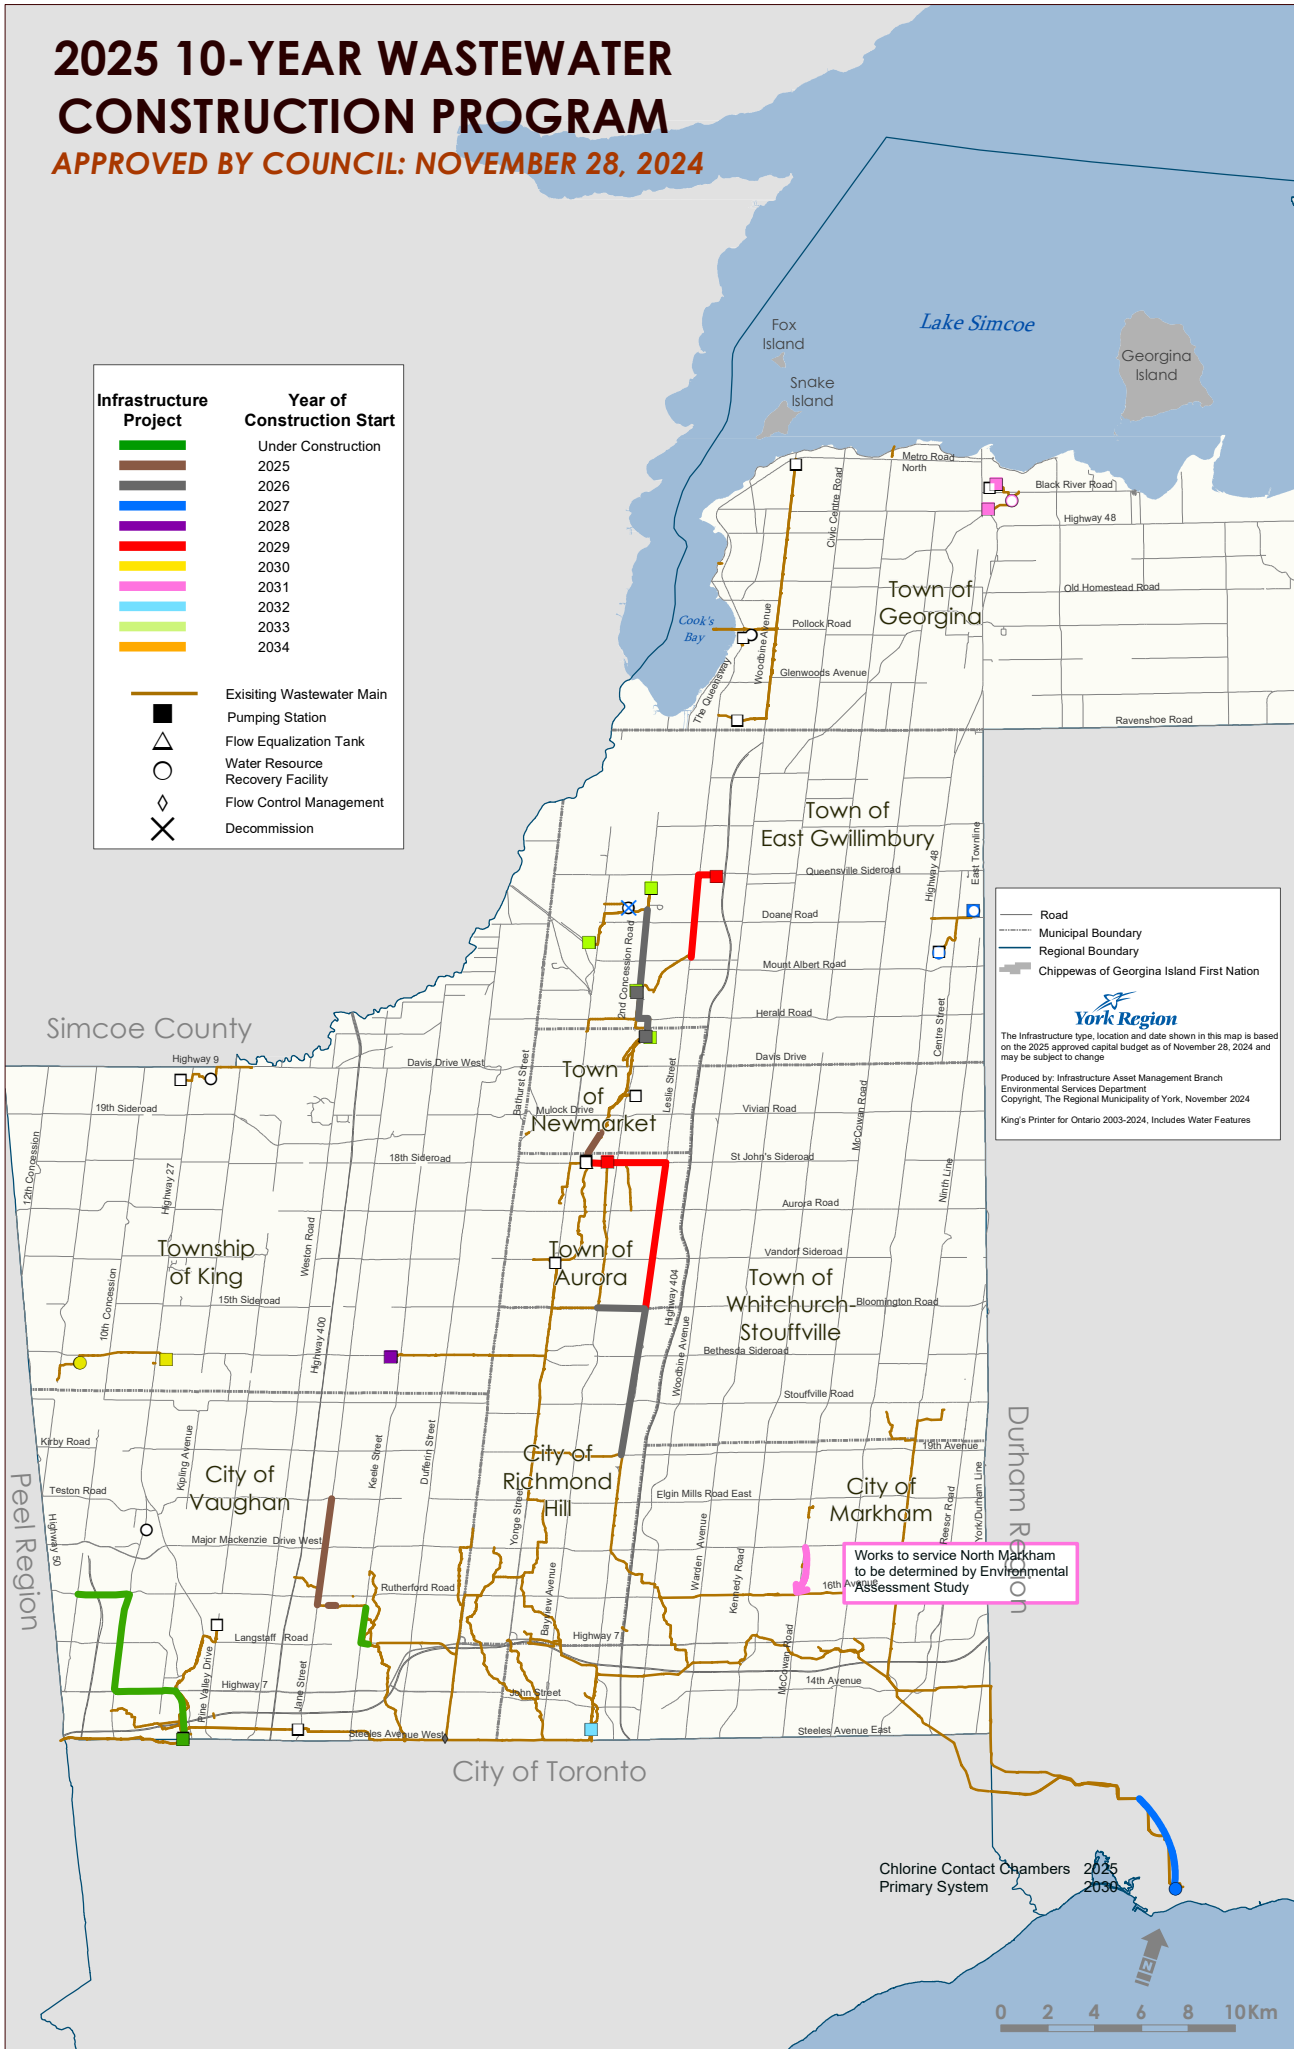 2025 10-YEAR WASTEWATER
CONSTRUCTION PROGRAM
APPROVED BY COUNCIL: NOVEMBER 28, 2024
Lake Simcoe
Fox
Island
Snake
Island
Georgina
Island
Infrastructure
Project
Year of
Construction Start
Under Construction
2025
2026
2027
2028
2029
2030
2031
2032
2033
2034
Exisiting Wastewater Main
Pumping Station
Flow Equalization Tank
Water Resource
Recovery Facility
Flow Control Management
Decommission
Metro Road
North
Black River Road
Highway 48
Civic Centre Road
Old Homestead Road
Town of
Georgina
Cook's
Bay
Pollock Road
Woodbine Avenue
The Queensway
Glenwoods Avenue
Ravenshoe Road
Town of
East Gwillimbury
Queensville Sideroad
Highway 48
East Townline
Doane Road
2nd Concession Road
Mount Albert Road
Herald Road
Centre Street
Road
Municipal Boundary
Regional Boundary
Chippewas of Georgina Island First Nation
York Region
The Infrastructure type, location and date shown in this map is based
on the 2025 approved capital budget as of November 28, 2024 and
may be subject to change
Produced by: Infrastructure Asset Management Branch
Environmental Services Department
Copyright, The Regional Municipality of York, November 2024
King's Printer for Ontario 2003-2024, Includes Water Features
Simcoe County
Highway 9
Davis Drive West
Davis Drive
Bathurst Street
Leslie Street
Town
of
Newmarket
Mulock Drive
19th Sideroad
Vivian Road
McCowan Road
12th Concession
Highway 27
18th Sideroad
St John's Sideroad
Ninth Line
Aurora Road
Weston Road
Township
of King
Town of
Aurora
Vandorf Sideroad
Town of
Whitchurch-
Stouffville
10th Concession
15th Sideroad
Highway 404
Bloomington Road
Highway 400
Woodbine Avenue
Bethesda Sideroad
Stouffville Road
Kirby Road
Kipling Avenue
Keele Street
Dufferin Street
City of
Richmond
Hill
19th Avenue
Durham Region
Peel Region
City of
Vaughan
Teston Road
Highway 50
Yonge Street
Elgin Mills Road East
City of
Markham
Reesor Road
York/Durham Line
Major Mackenzie Drive West
Works to service North Markham
to be determined by Environmental
Assessment Study
Warden Avenue
Kennedy Road
16th Avenue
Rutherford Road
Bayview Avenue
Langstaff Road
Highway 7
McCowan Road
Pine Valley Drive
Highway 7
Jane Street
John Street
14th Avenue
Steeles Avenue West
Steeles Avenue East
City of Toronto
Chlorine Contact Chambers 2025
Primary System 2030
N
0 2 4 6 8 10Km